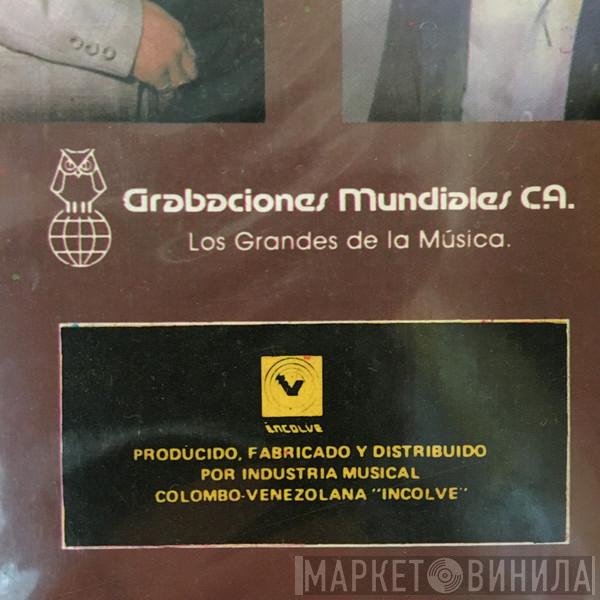 Grabaciones Mundiales C.A.
Los Grandes de la Música.
V
INCOLVE
PRODUCIDO, FABRICADO Y DISTRIBUIDO
POR INDUSTRIA MUSICAL
COLOMBO-VENEZOLANA "INCOLVE"
МАРКЕТ ВИНИЛА